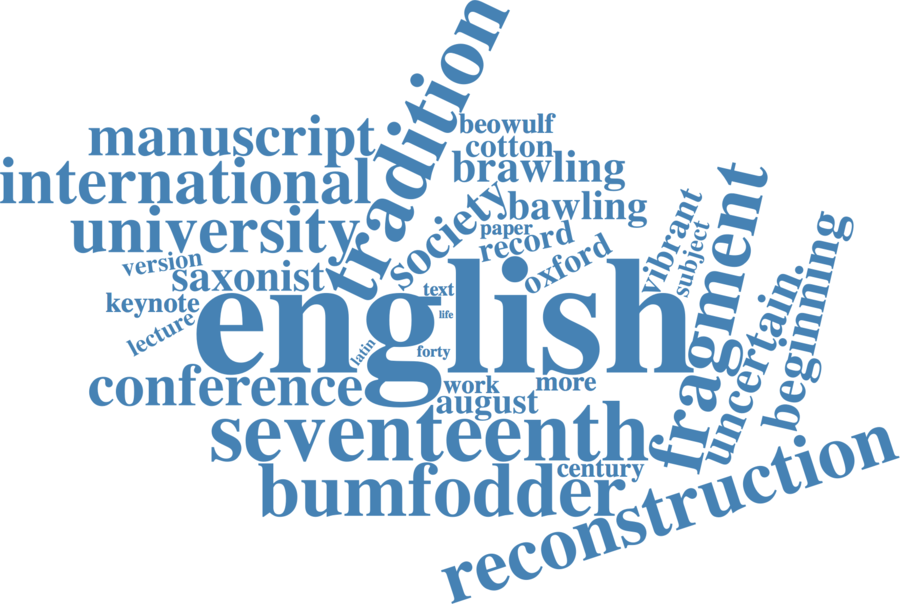 tradition
beowulf
manuscript
cotton
brawling
international
society
bawling
university
vibrant
fragment
paper
record
subject
beginning
version
saxonist
oxford
uncertain
english
text
keynote
life
lecture
latin
forty
conference
work
more
august
seventeenth
century
bumfodder
reconstruction